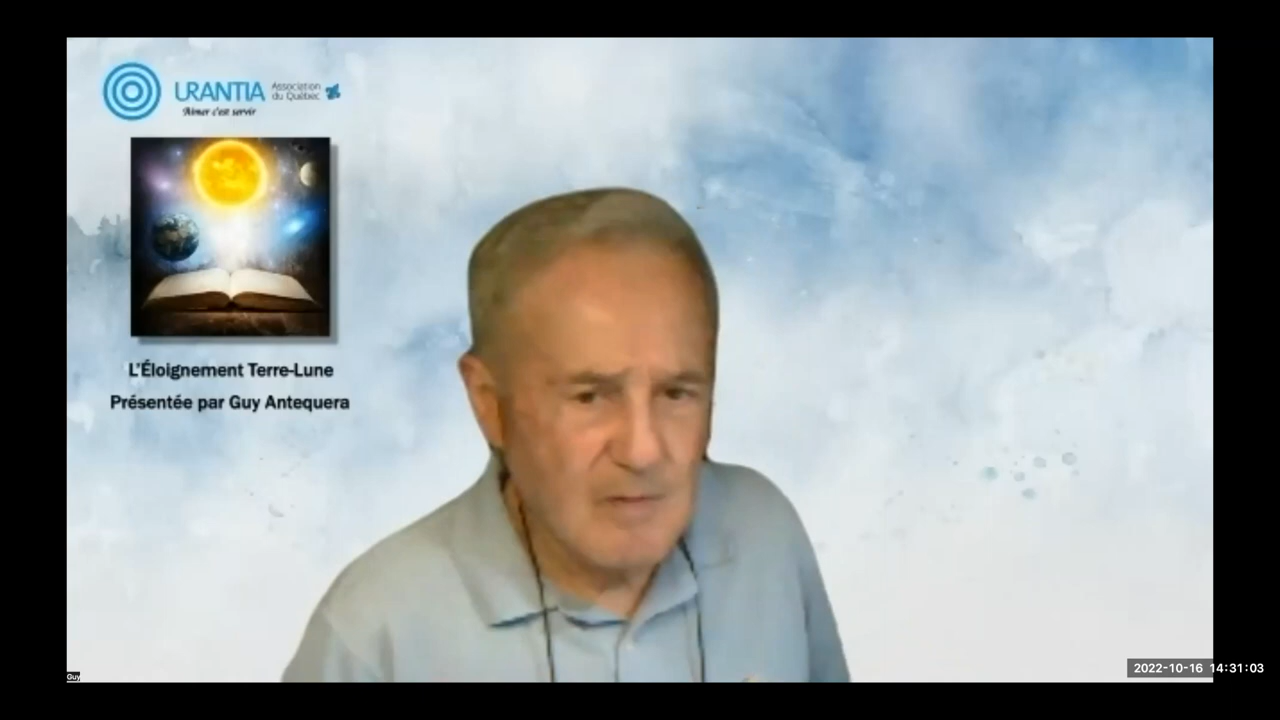 URANTIA Association du Québec
Aimer c'est servir
L'Éloignement Terre-Lune
Présentée par Guy Antequera
Guy
2022-10-16 14:31:03